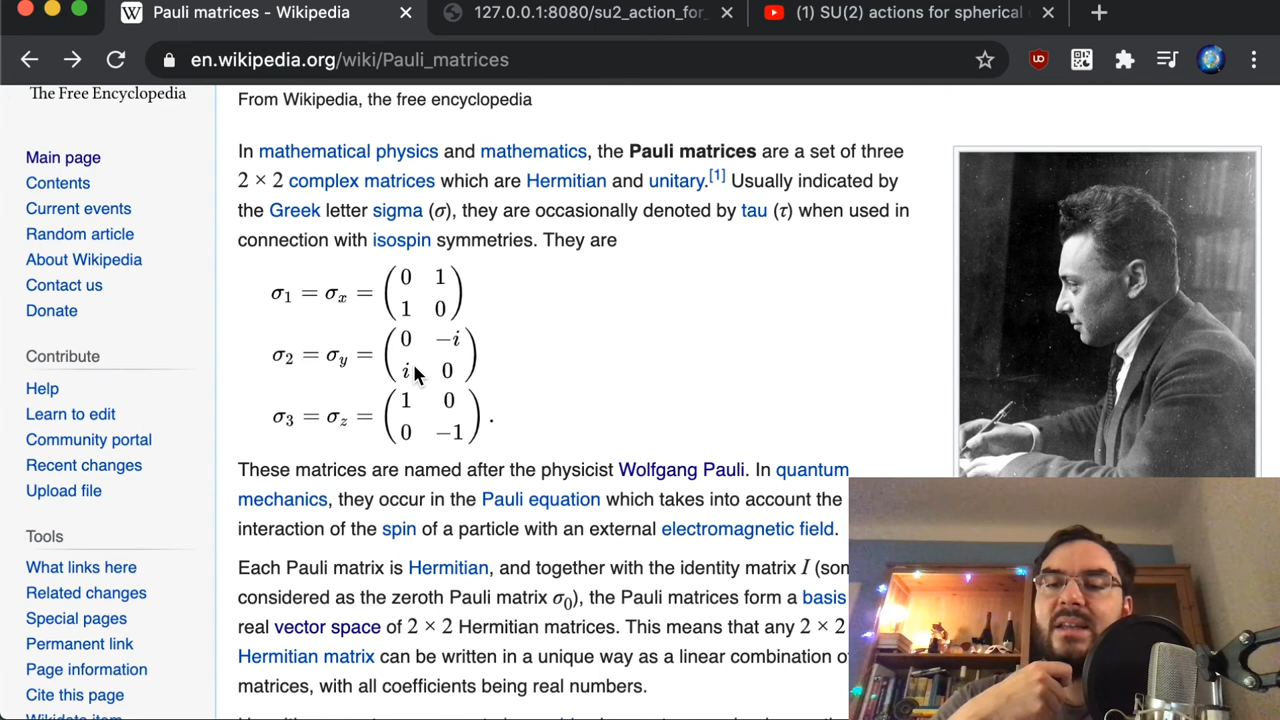 Pauli matrices - Wikipedia
127.0.0.1:8080/su2_action_for_
(1) SU(2) actions for spherical
en.wikipedia.org/wiki/Pauli_matrices
The Free Encyclopedia
Main page
Contents
Current events
Random article
About Wikipedia
Contact us
Donate
Contribute
Help
Learn to edit
Community portal
Recent changes
Upload file
Tools
What links here
Related changes
Special pages
Permanent link
Page information
Cite this page
Wikidata item
From Wikipedia, the free encyclopedia
In mathematical physics and mathematics, the Pauli matrices are a set of three
2 × 2 complex matrices which are Hermitian and unitary.[1] Usually indicated by
the Greek letter sigma (σ), they are occasionally denoted by tau (τ) when used in
connection with isospin symmetries. They are
σ1 = σx = (0 1
1 0)
σ2 = σy = (0 −i
i 0)
σ3 = σz = (1 0
0 −1).
These matrices are named after the physicist Wolfgang Pauli. In quantum
mechanics, they occur in the Pauli equation which takes into account the
interaction of the spin of a particle with an external electromagnetic field.
Each Pauli matrix is Hermitian, and together with the identity matrix I (son
considered as the zeroth Pauli matrix σ0), the Pauli matrices form a basis
real vector space of 2 × 2 Hermitian matrices. This means that any 2 × 2
Hermitian matrix can be written in a unique way as a linear combination o
matrices, with all coefficients being real numbers.